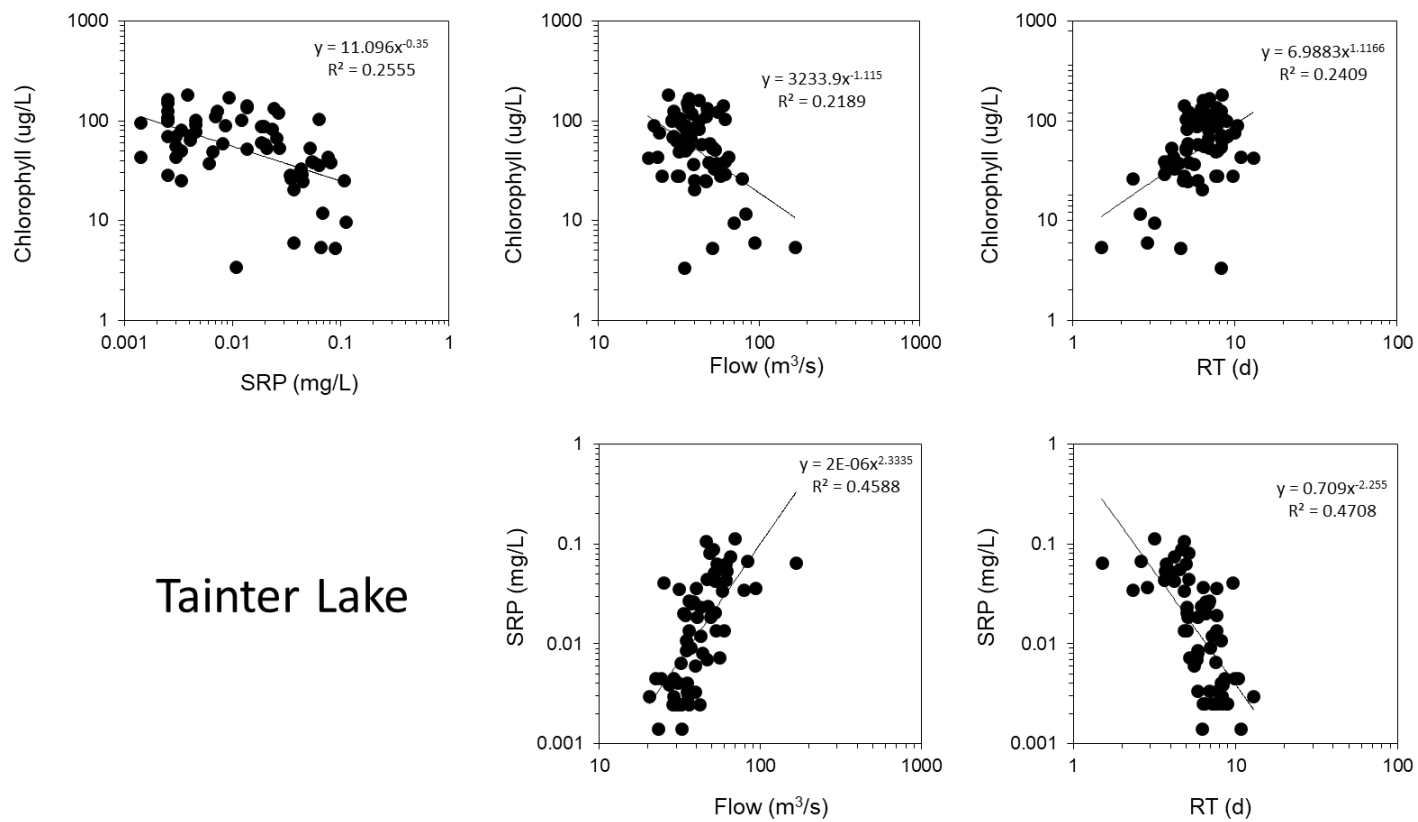 1000
100
10
1
Chlorophyll (ug/L)
y = 11.096x^-0.35
R² = 0.2555
0.001 0.01 0.1 1
SRP (mg/L)
1000
100
10
1
Chlorophyll (ug/L)
y = 3233.9x^-1.115
R² = 0.2189
10 100 1000
Flow (m³/s)
1000
100
10
1
Chlorophyll (ug/L)
y = 6.9883x^1.1166
R² = 0.2409
1 10 100
RT (d)
Tainter Lake
1
0.1
0.01
0.001
SRP (mg/L)
y = 2E-06x^2.3335
R² = 0.4588
10 100 1000
Flow (m³/s)
1
0.1
0.01
0.001
SRP (mg/L)
y = 0.709x^-2.255
R² = 0.4708
1 10 100
RT (d)